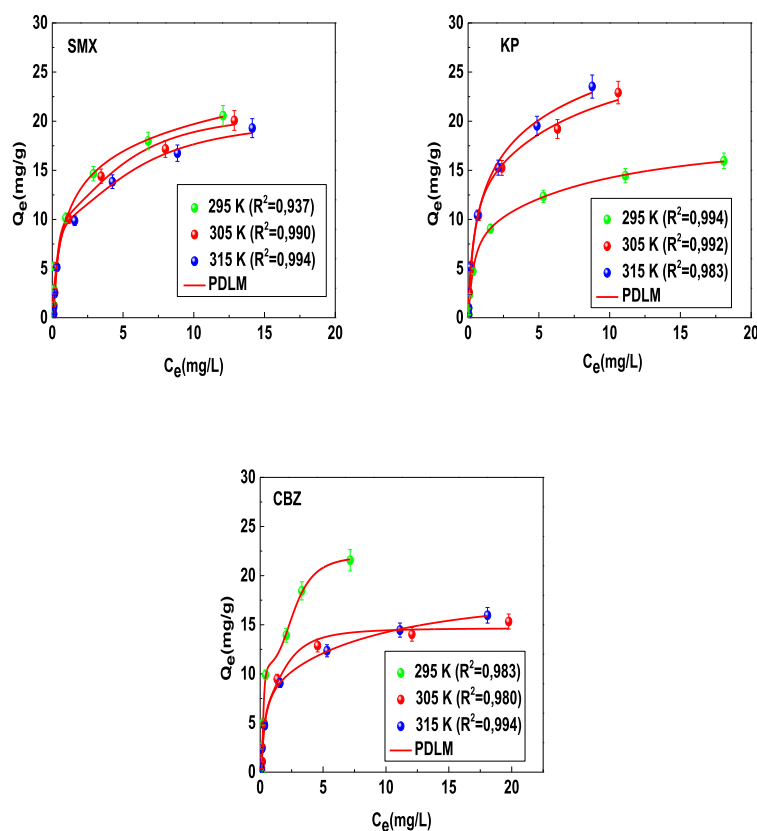 SMX
30
25
20
15
10
5
0
Qe(mg/g)
295 K (R²=0,937)
305 K (R²=0,990)
315 K (R²=0,994)
PDLM
0 5 10 15 20
Ce(mg/L)
KP
30
25
20
15
10
5
0
Qe(mg/g)
295 K (R²=0,994)
305 K (R²=0,992)
315 K (R²=0,983)
PDLM
0 5 10 15 20
Ce(mg/L)
CBZ
30
25
20
15
10
5
0
Qe(mg/g)
295 K (R²=0,983)
305 K (R²=0,980)
315 K (R²=0,994)
PDLM
0 5 10 15 20
Ce(mg/L)